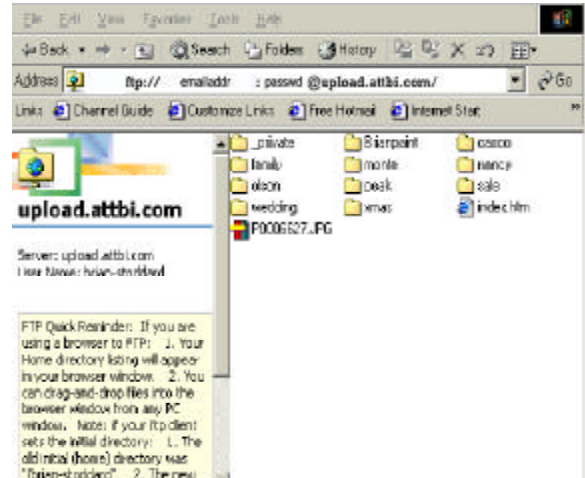 File Edit View Favorites Tools Help
Back Search Folders History
Address ftp:// emailaddr : passwd @upload.attbi.com/ Go
Links Channel Guide Customize Links Free Hotmail Internet Start
_private Brianpaint casco
family monte nancy
olson peak sale
wedding xmas index.htm
P0006627.JPG
upload.attbi.com
Server: upload.attbi.com
User Name: brian-stoddard
FTP Quick Reminder: If you are
using a browser to FTP: 1. Your
Home directory listing will appear
in your browser window. 2. You
can drag-and-drop files into the
browser window from any PC
window. Note: if your ftp client
sets the initial directory: 1. The
old initial (home) directory was
"/brian-stoddard" 2. The new